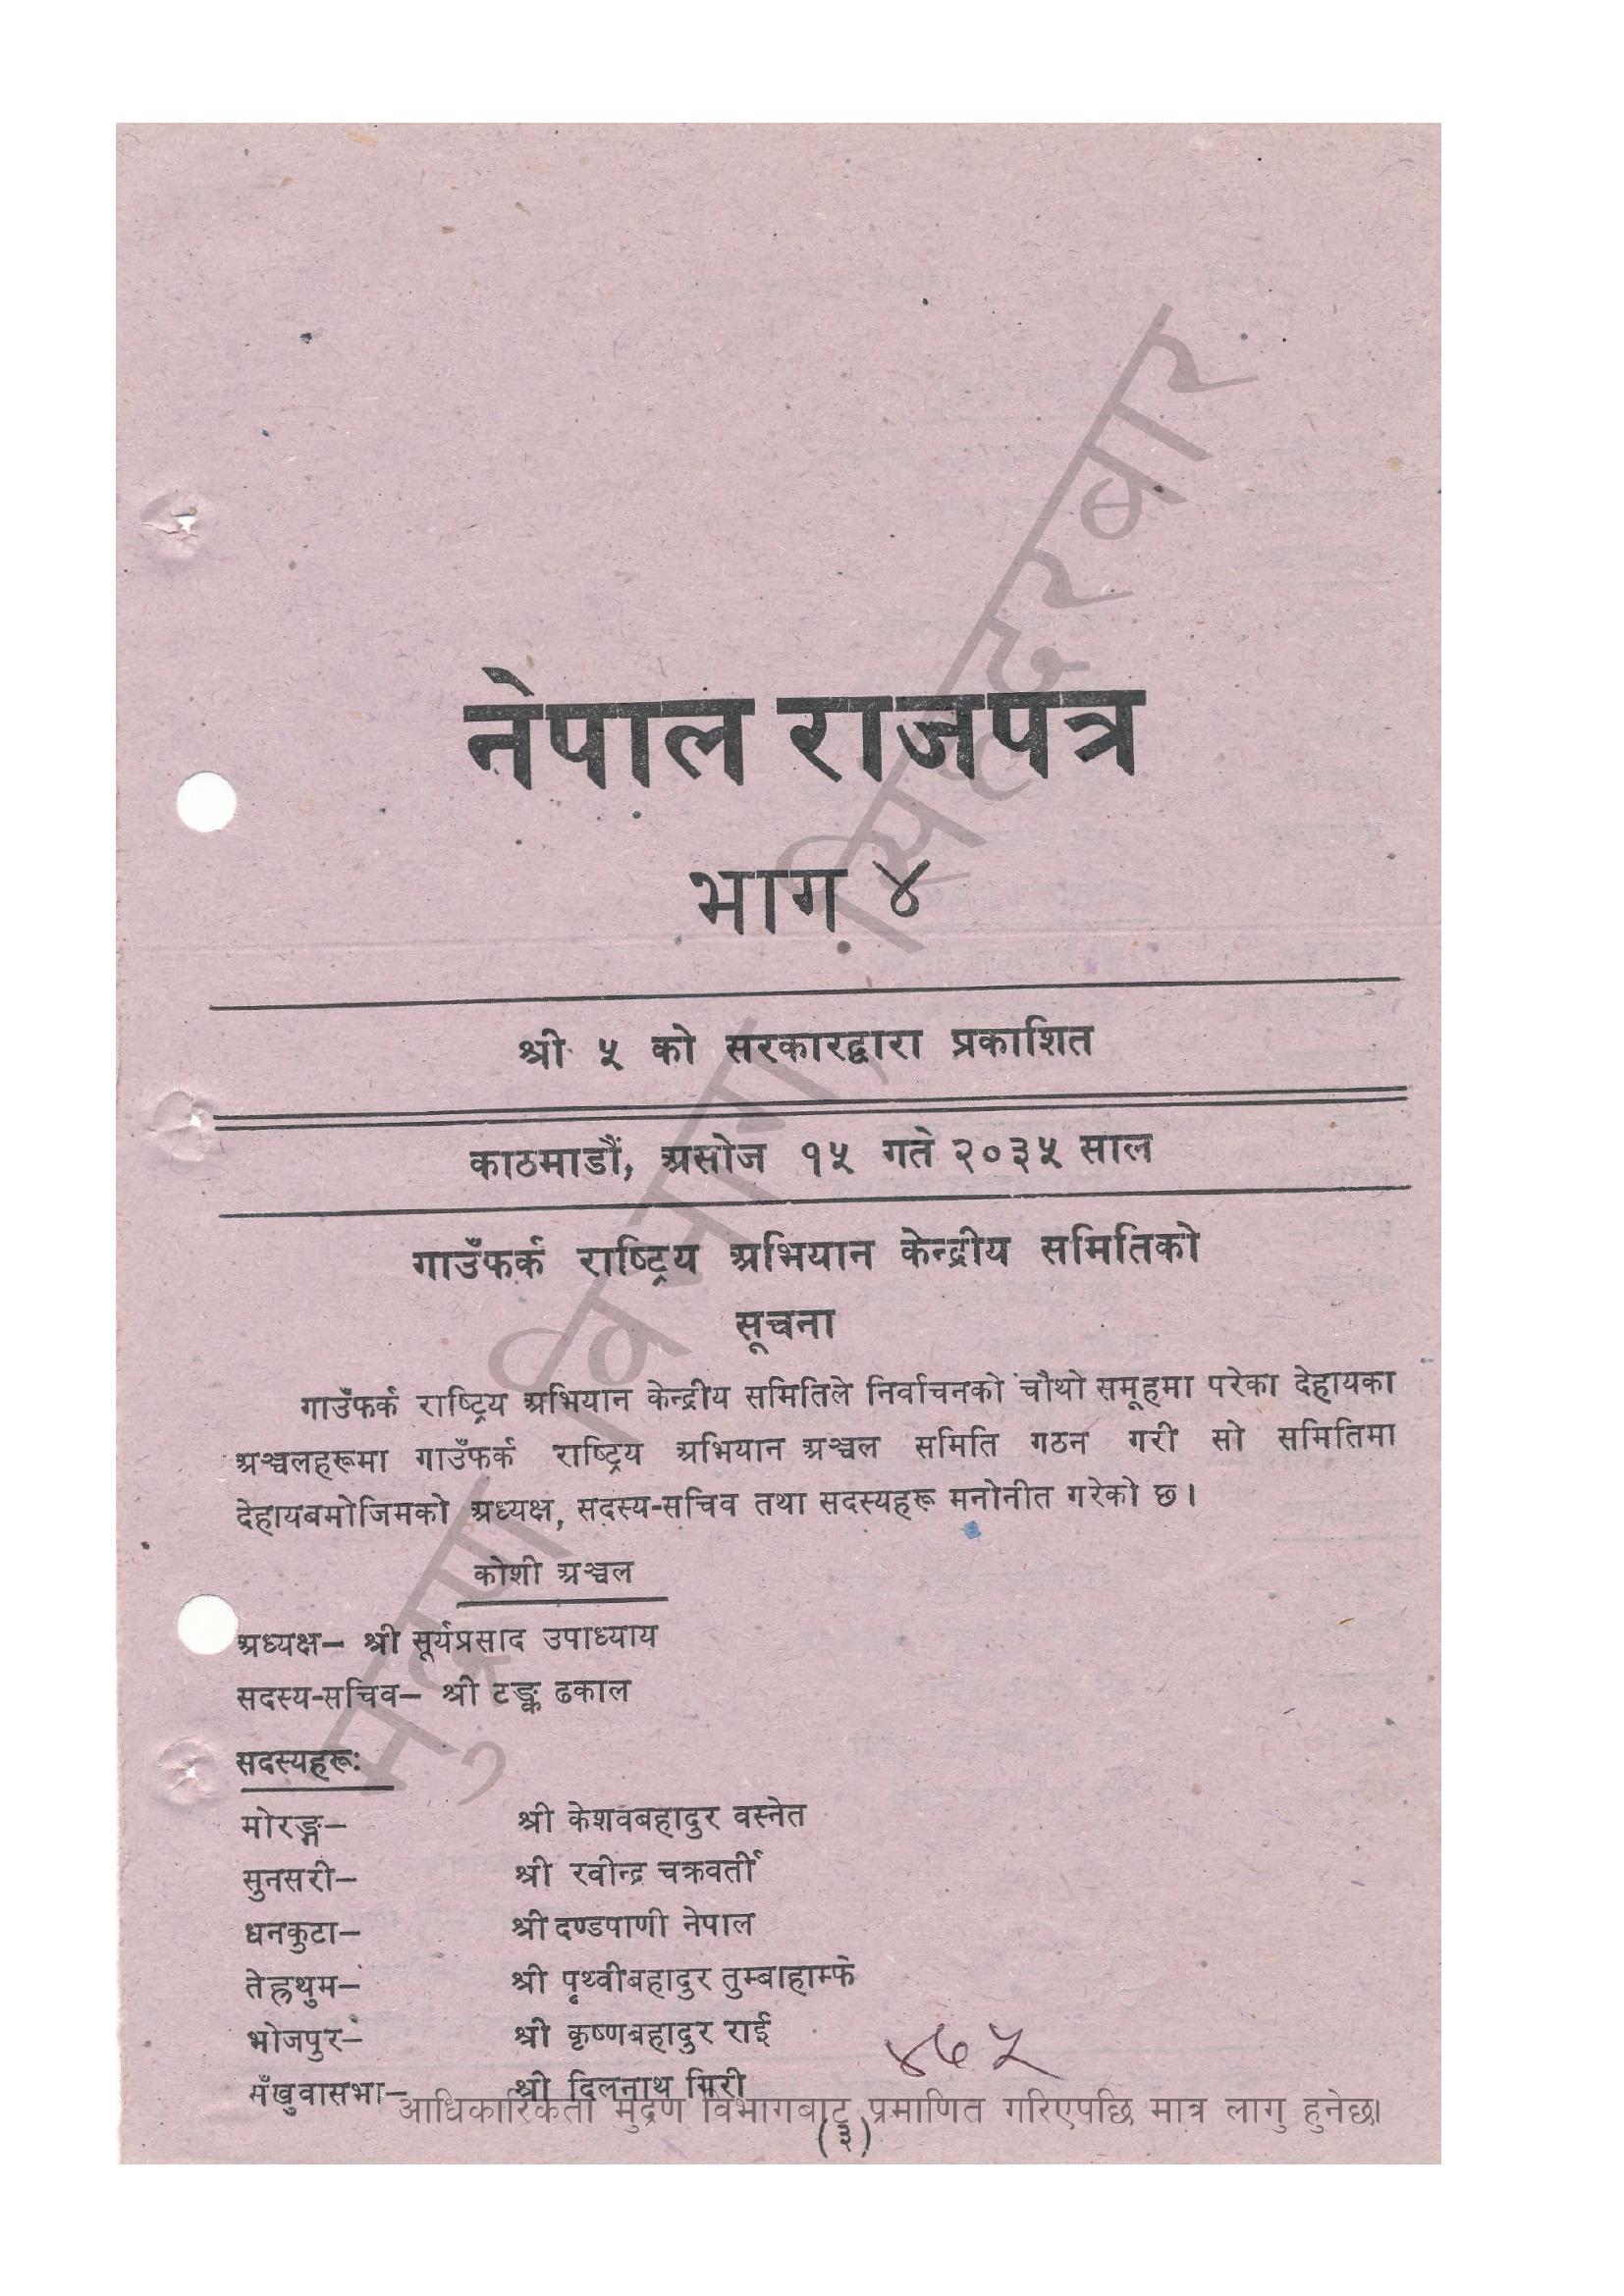 नेपाल राजपत्र
भाग ४
श्री ५ को सरकारद्वारा प्रकाशित
काठमाडौं, असोज १५ गते २०३५ साल
गाउँफर्क राष्ट्रिय अभियान केन्द्रीय समितिको
सूचना
गाउँफर्क राष्ट्रिय अभियान केन्द्रीय समितिले निर्वाचनको चौथो समूहमा परेका देहायका
अञ्चलहरूमा गाउँफर्क राष्ट्रिय अभियान अञ्चल समिति गठन गरी सो समितिमा
देहायबमोजिमको अध्यक्ष, सदस्य-सचिव तथा सदस्यहरू मनोनीत गरेको छ।
कोशी अञ्चल
अध्यक्ष– श्री सूर्यप्रसाद उपाध्याय
सदस्य-सचिव– श्री टङ्क ढकाल
सदस्यहरू:
मोरङ्ग– श्री केशवबहादुर वस्नेत
सुनसरी– श्री रवीन्द्र चक्रवर्ती
धनकुटा– श्री दण्डपाणी नेपाल
तेह्रथुम– श्री पृथ्वीबहादुर तुम्बाहाम्फे
भोजपुर– श्री कृष्णबहादुर राई
४७५
सँखुवासभा– श्री दिलनाथ गिरी
आधिकारिकता मुद्रण विभागबाट प्रमाणित गरिएपछि मात्र लागु हुनेछ।
(३)
मुद्रण विभाग, सिंहदरबार